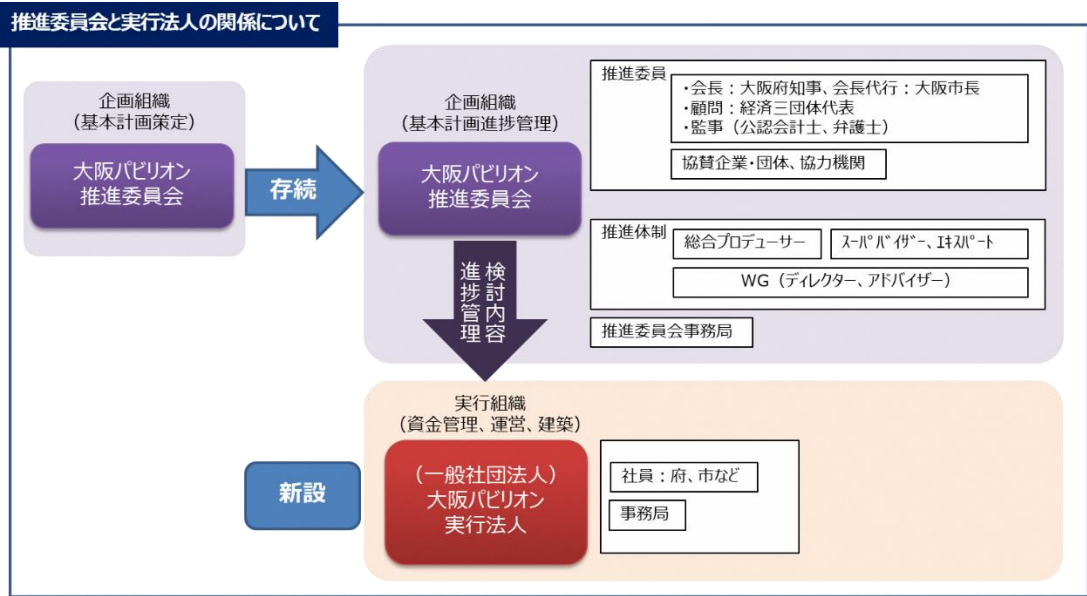 推進委員会と実行法人の関係について
企画組織
(基本計画策定)
大阪パビリオン
推進委員会
存続
企画組織
(基本計画進捗管理)
大阪パビリオン
推進委員会
推進委員
・会長：大阪府知事、会長代行：大阪市長
・顧問：経済三団体代表
・監事（公認会計士、弁護士）
協賛企業・団体、協力機関
推進体制
総合プロデューサー
ｽｰﾊﾟﾊﾞｲｻﾞｰ、ｴｷｽﾊﾟｰﾄ
WG（ディレクター、アドバイザー）
推進委員会事務局
検討内容
進捗管理
新設
実行組織
(資金管理、運営、建築)
(一般社団法人)
大阪パビリオン
実行法人
社員：府、市など
事務局